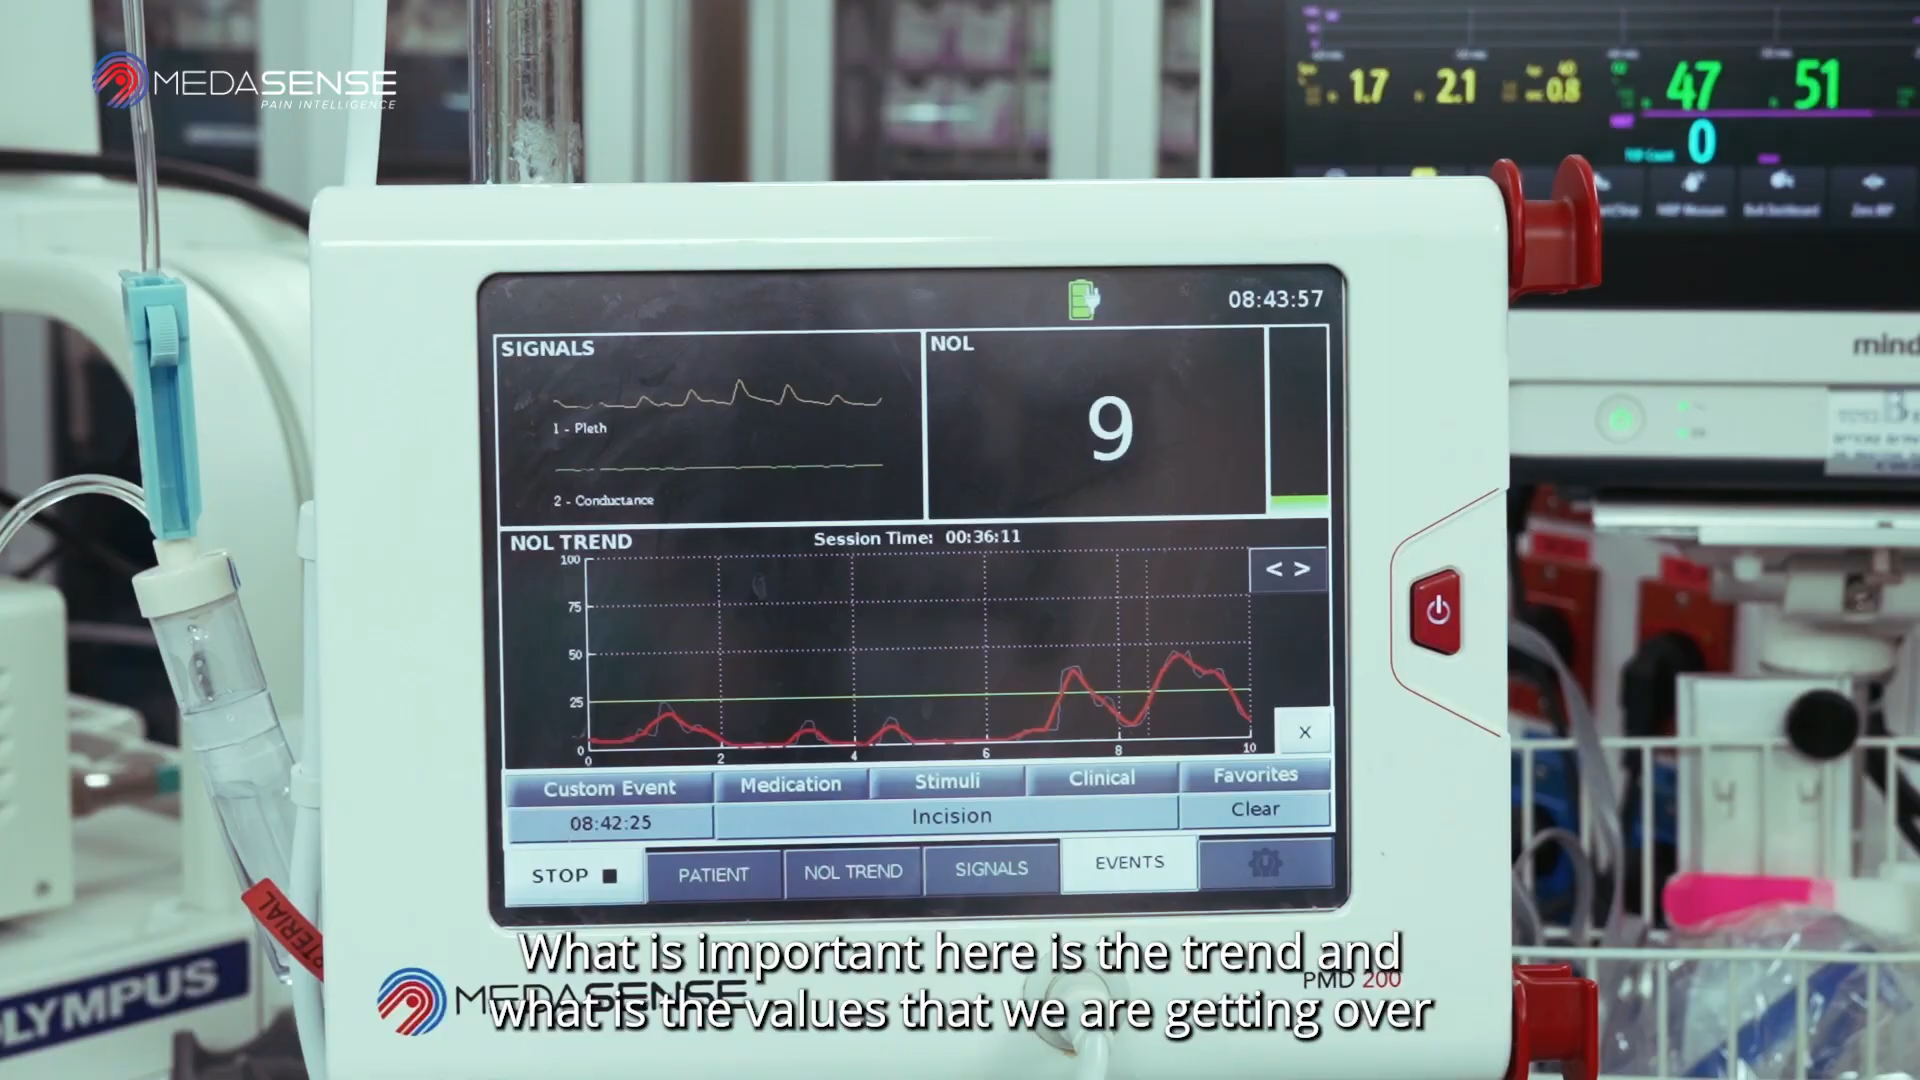 MEDASENSE
PAIN INTELLIGENCE
1.7 2.1 0.8 47 51
0
mind
08:43:57
SIGNALS
NOL
9
1 - Pleth
2 - Conductance
NOL TREND
Session Time: 00:36:11
< >
100
75
50
25
0
0 2 4 6 8 10
X
Custom Event Medication Stimuli Clinical Favorites
08:42:25 Incision Clear
STOP PATIENT NOL TREND SIGNALS EVENTS
ARTERIAL
OLYMPUS
MEDASENSE
PMD 200
What is important here is the trend and
what is the values that we are getting over